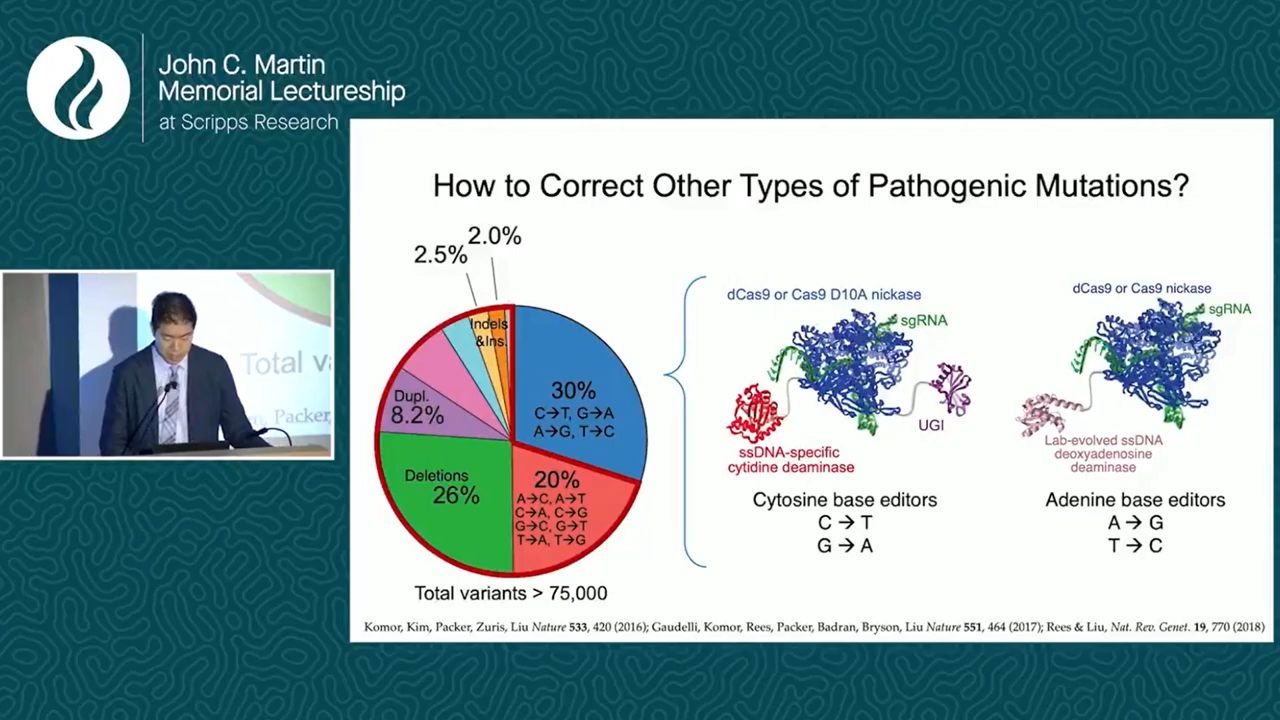 John C. Martin
Memorial Lectureship
at Scripps Research
How to Correct Other Types of Pathogenic Mutations?
2.0%
2.5%
Indels
&Ins.
30%
C→T, G→A
A→G, T→C
Dupl.
8.2%
Deletions
26%
20%
A→C, A→T
C→A, C→G
G→C, G→T
T→A, T→G
Total variants > 75,000
dCas9 or Cas9 D10A nickase
sgRNA
UGI
ssDNA-specific
cytidine deaminase
Cytosine base editors
C → T
G → A
dCas9 or Cas9 nickase
sgRNA
Lab-evolved ssDNA
deoxyadenosine
deaminase
Adenine base editors
A → G
T → C
Komor, Kim, Packer, Zuris, Liu Nature 533, 420 (2016); Gaudelli, Komor, Rees, Packer, Badran, Bryson, Liu Nature 551, 464 (2017); Rees & Liu, Nat. Rev. Genet. 19, 770 (2018)
Total va
Packer,